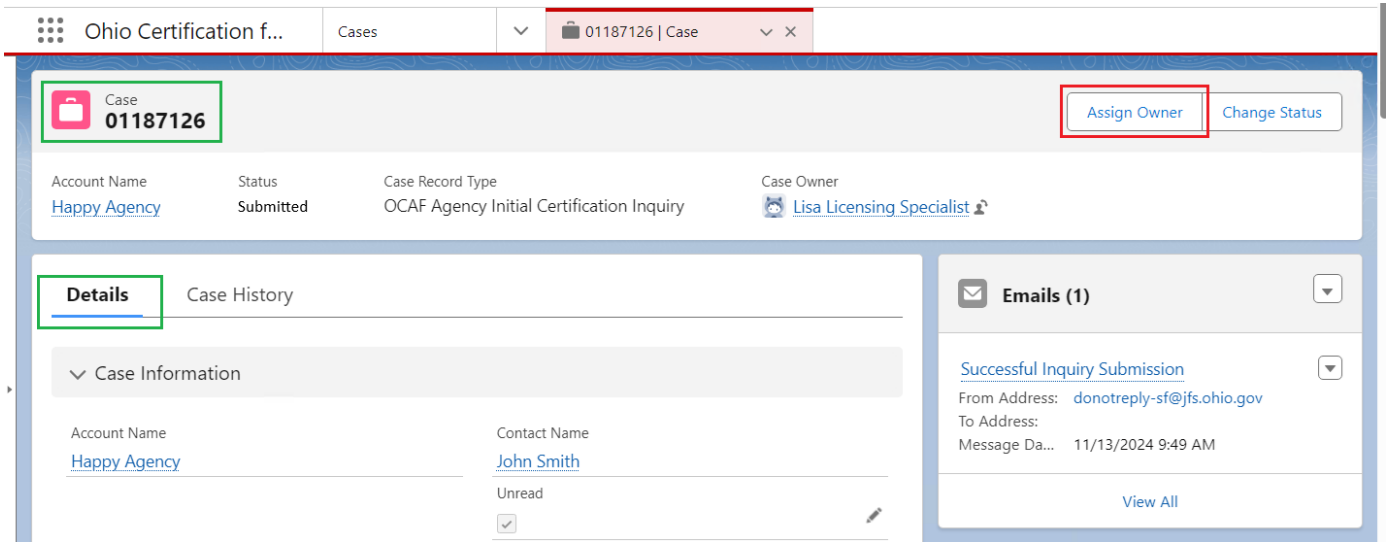 Ohio Certification f... Cases 01187126 | Case
Case
01187126
Assign Owner Change Status
Account Name Status Case Record Type Case Owner
Happy Agency Submitted OCAF Agency Initial Certification Inquiry Lisa Licensing Specialist
Details Case History
Case Information
Account Name Contact Name
Happy Agency John Smith
Unread
Emails (1)
Successful Inquiry Submission
From Address: donotreply-sf@jfs.ohio.gov
To Address:
Message Da... 11/13/2024 9:49 AM
View All